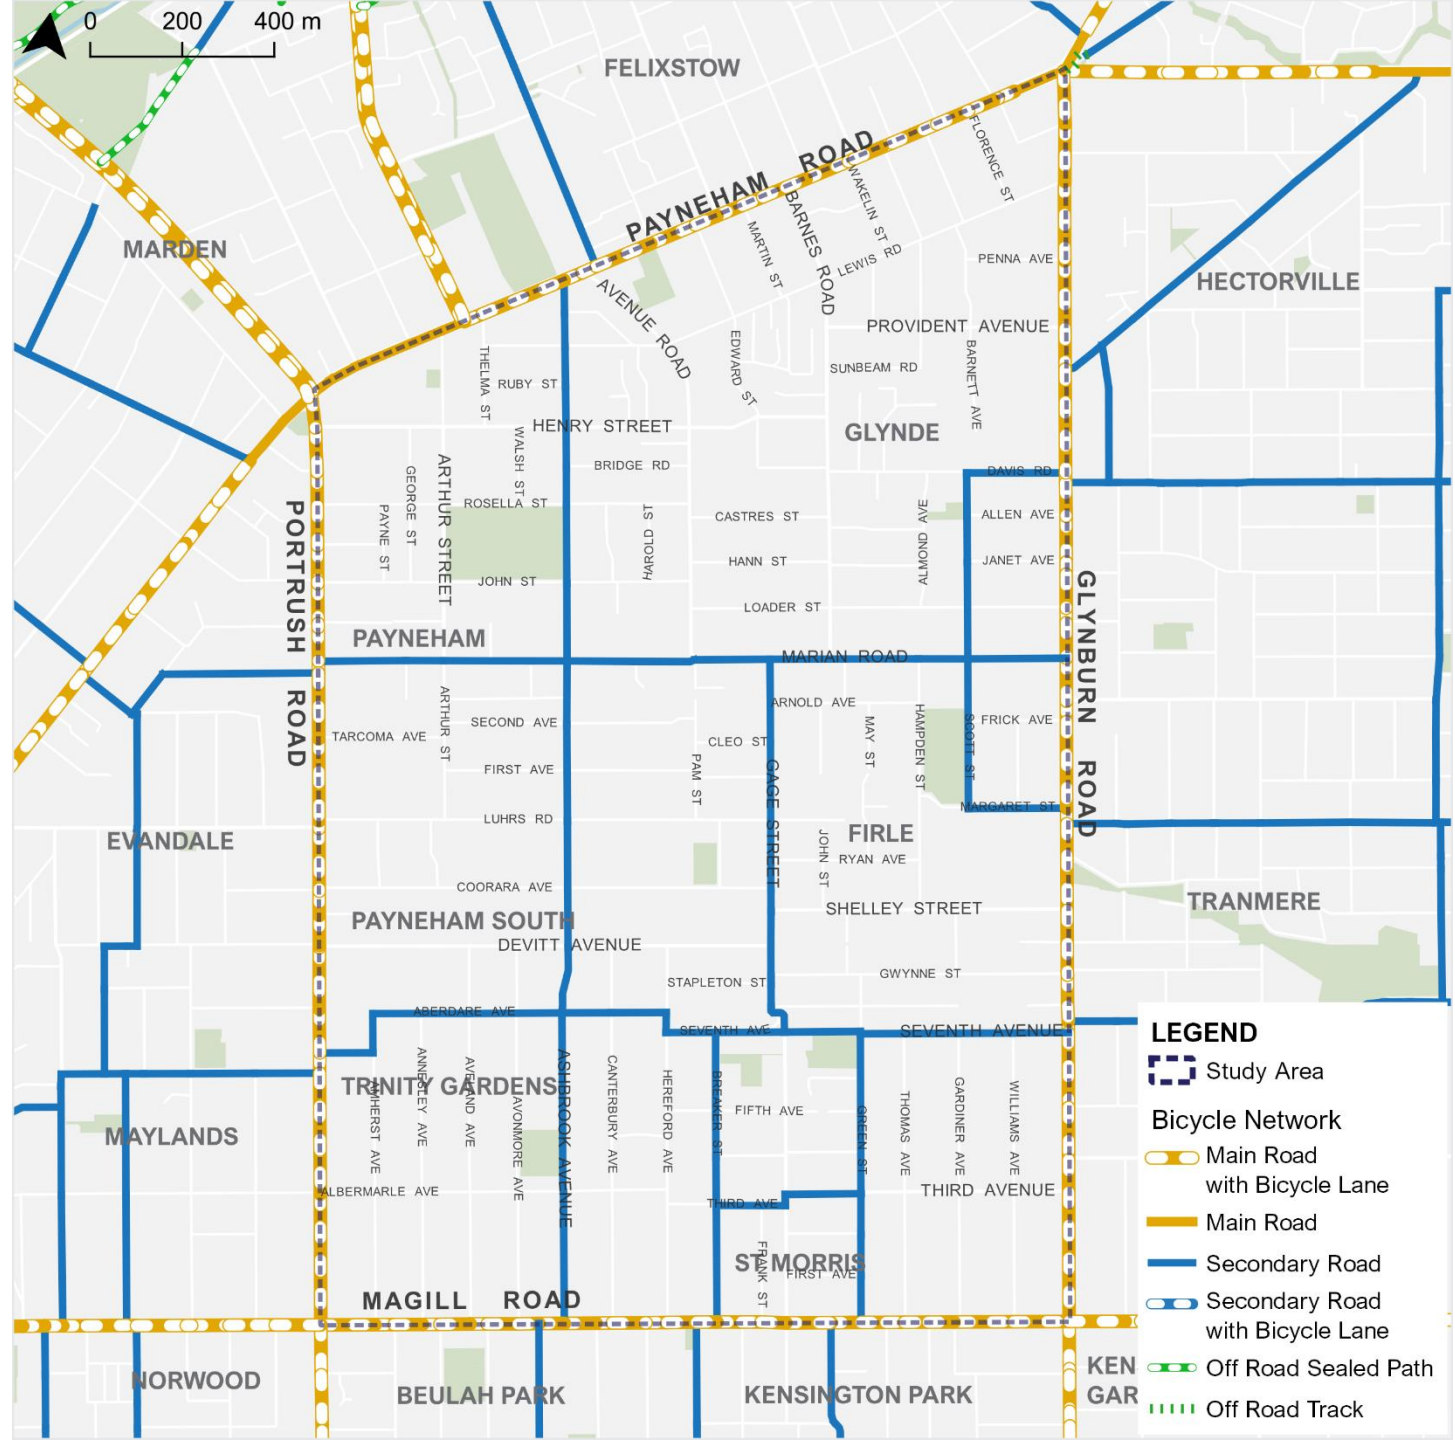 0 200 400 m
FELIXSTOW
PAYNEHAM ROAD
FLORENCE ST
WAKELIN ST
BARNES ROAD
MARTIN ST
LEWIS RD
PENNA AVE
MARDEN
HECTORVILLE
AVENUE ROAD
PROVIDENT AVENUE
EDWARD ST
SUNBEAM RD
BARNETT AVE
THELMA ST
RUBY ST
HENRY STREET
GLYNDE
WALSH ST
BRIDGE RD
DAVIS RD
ARTHUR STREET
GEORGE ST
PAYNE ST
ROSELLA ST
HAROLD ST
CASTRES ST
ALMOND AVE
ALLEN AVE
HANN ST
JANET AVE
JOHN ST
LOADER ST
PORTRUSH ROAD
GLYNBURN ROAD
PAYNEHAM
MARIAN ROAD
ARTHUR ST
ARNOLD AVE
SECOND AVE
TARCOMA AVE
MAY ST
HAMPDEN ST
SCOTT ST
FRICK AVE
CLEO ST
FIRST AVE
PAM ST
GAGE STREET
MARGARET ST
LUHRS RD
EVANDALE
JOHN ST
FIRLE
RYAN AVE
COORARA AVE
TRANMERE
PAYNEHAM SOUTH
SHELLEY STREET
DEVITT AVENUE
STAPLETON ST
GWYNNE ST
ABERDARE AVE
SEVENTH AVE
SEVENTH AVENUE
TRINITY GARDENS
AMHERST AVE
ANNESLEY AVE
AVELAND AVE
AVONMORE AVE
ASHBROOK AVENUE
CANTERBURY AVE
HEREFORD AVE
BREAKER ST
FIFTH AVE
GREEN ST
THOMAS AVE
GARDINER AVE
WILLIAMS AVE
MAYLANDS
ALBERMARLE AVE
THIRD AVE
THIRD AVENUE
ST MORRIS
FRANK ST
FIRST AVE
MAGILL ROAD
NORWOOD
BEULAH PARK
KENSINGTON PARK
KEN
GAR
LEGEND
Study Area
Bicycle Network
Main Road
with Bicycle Lane
Main Road
Secondary Road
Secondary Road
with Bicycle Lane
Off Road Sealed Path
Off Road Track